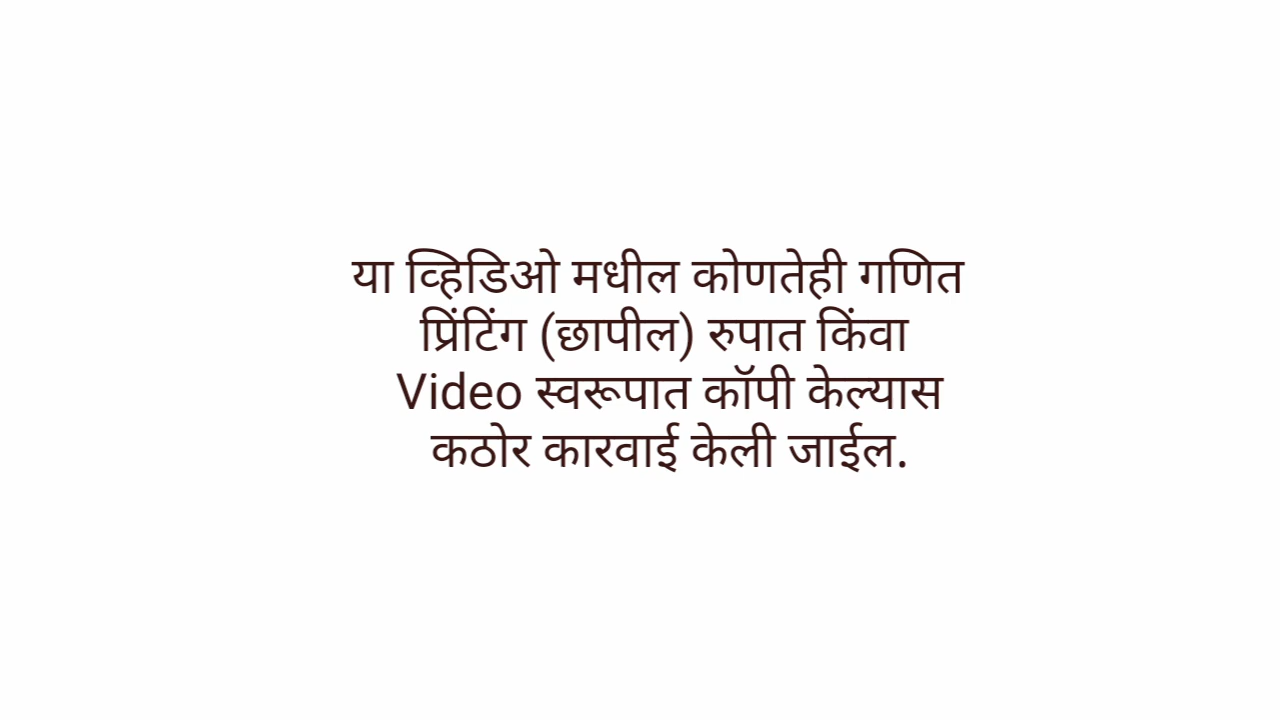 या व्हिडिओ मधील कोणतेही गणित
प्रिंटिंग (छापील) रुपात किंवा
Video स्वरूपात कॉपी केल्यास
कठोर कारवाई केली जाईल.